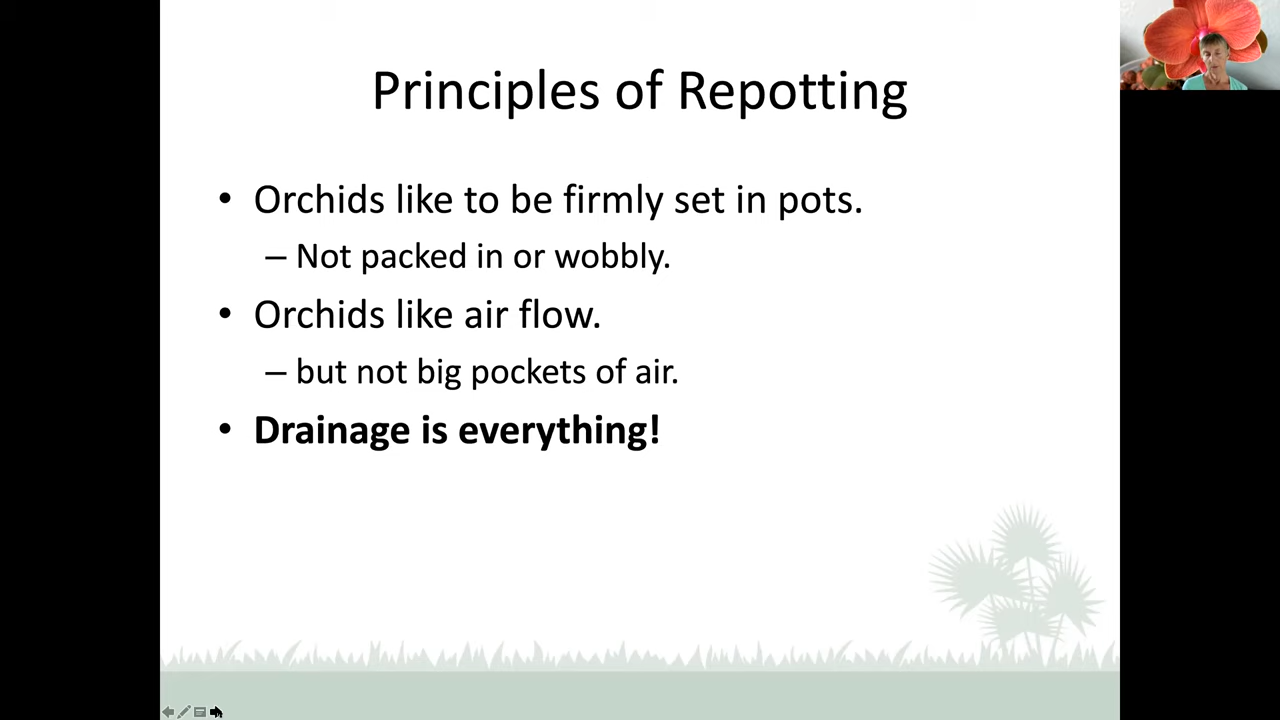 Principles of Repotting
• Orchids like to be firmly set in pots.
– Not packed in or wobbly.
• Orchids like air flow.
– but not big pockets of air.
• Drainage is everything!